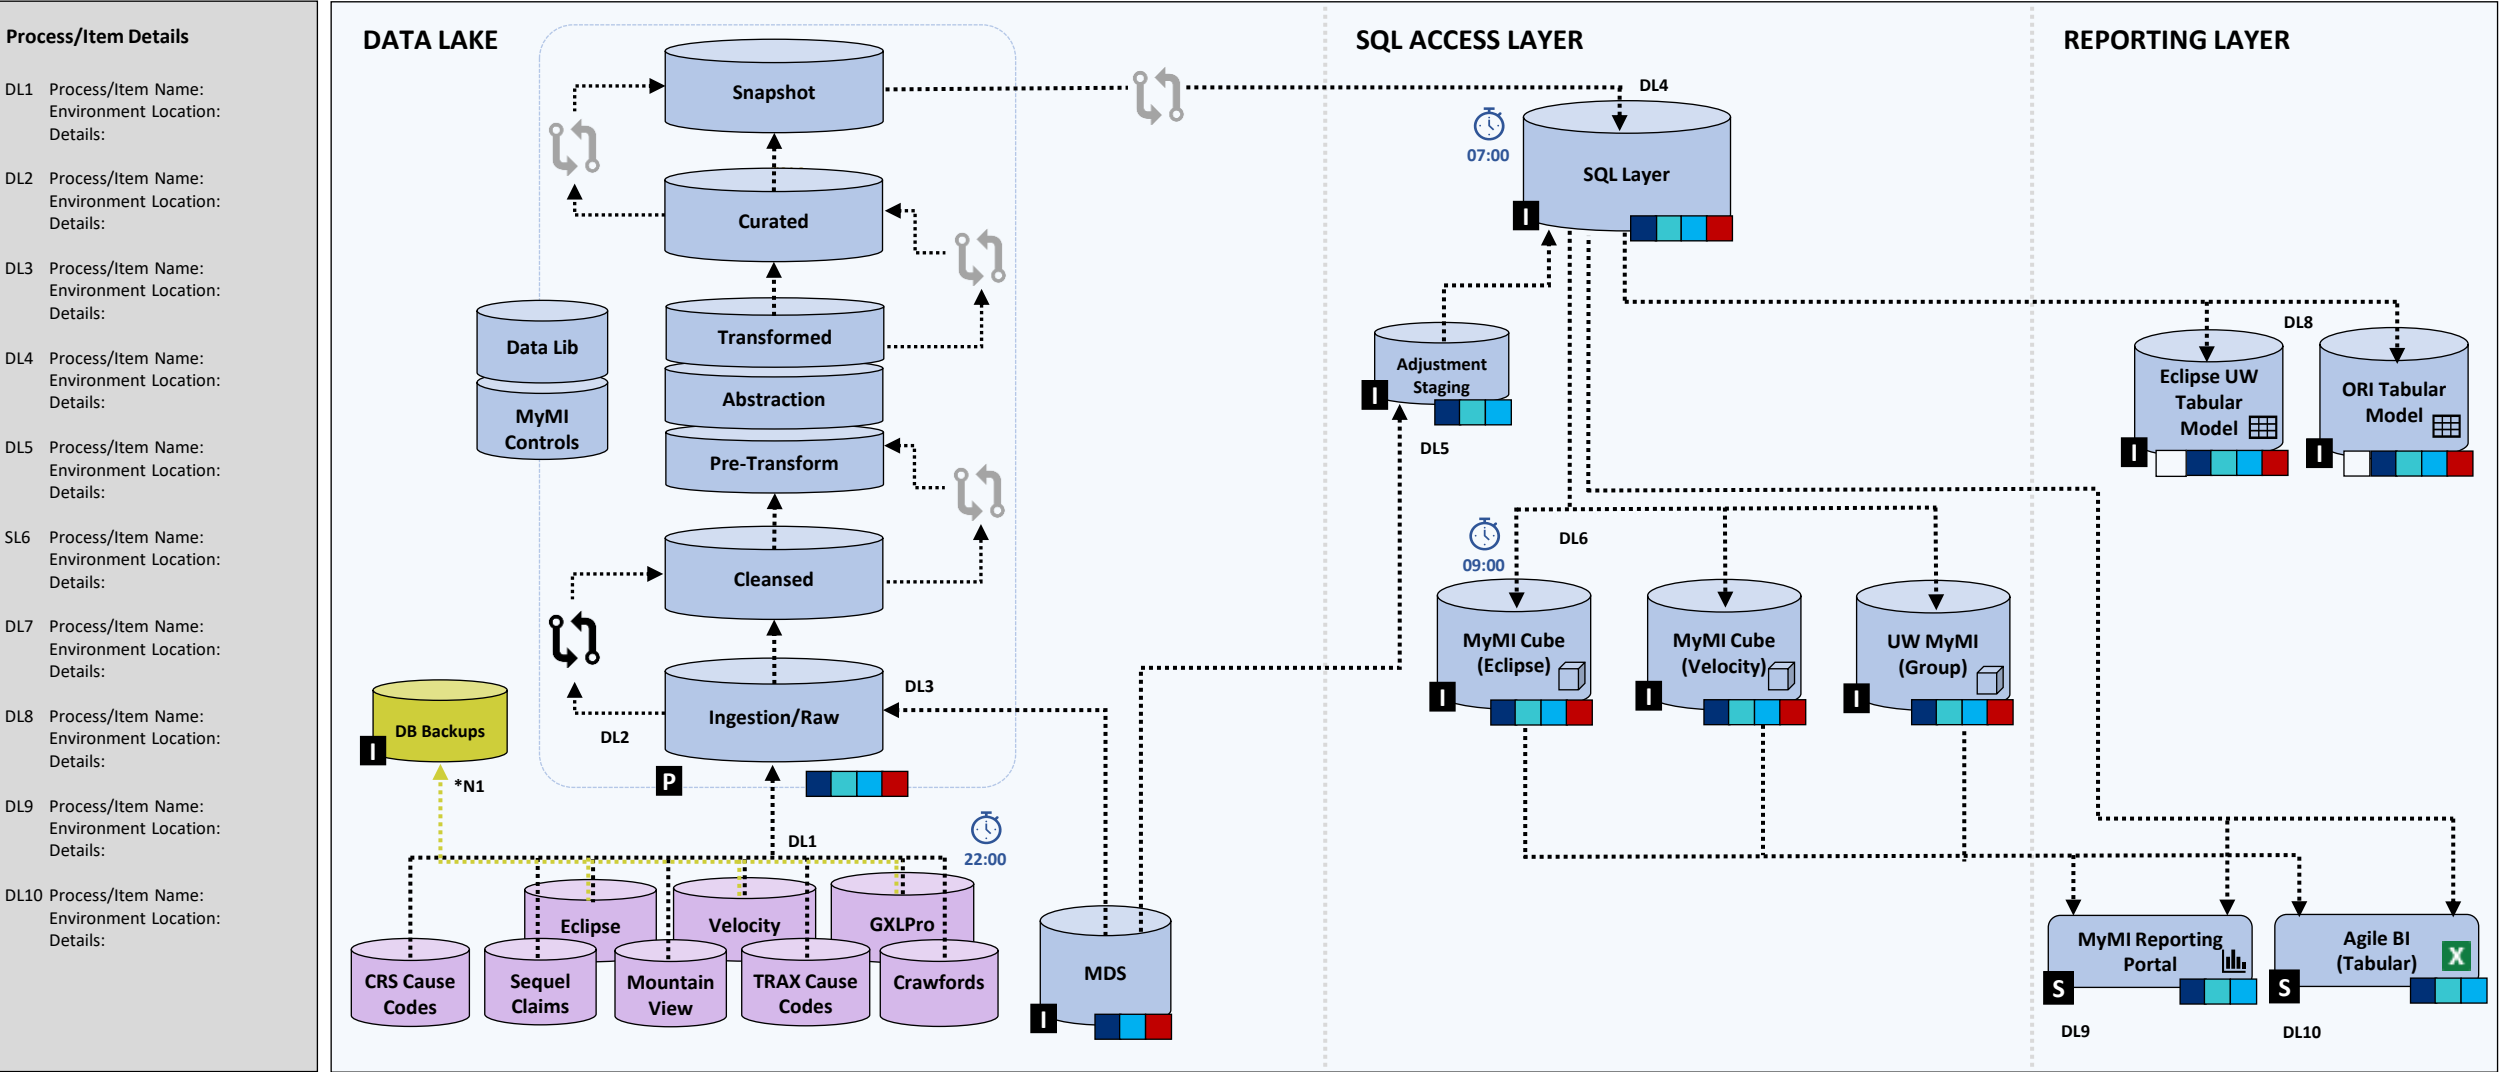 Process/Item Details
DL1 Process/Item Name:
Environment Location:
Details:
DL2 Process/Item Name:
Environment Location:
Details:
DL3 Process/Item Name:
Environment Location:
Details:
DL4 Process/Item Name:
Environment Location:
Details:
DL5 Process/Item Name:
Environment Location:
Details:
SL6 Process/Item Name:
Environment Location:
Details:
DL7 Process/Item Name:
Environment Location:
Details:
DL8 Process/Item Name:
Environment Location:
Details:
DL9 Process/Item Name:
Environment Location:
Details:
DL10 Process/Item Name:
Environment Location:
Details:
DATA LAKE
Snapshot
Curated
Transformed
Abstraction
Pre-Transform
Data Lib
MyMI
Controls
Cleansed
Ingestion/Raw
DL2
DL3
DB Backups
I
*N1
P
DL1
22:00
Eclipse
Velocity
GXLPro
CRS Cause
Codes
Sequel
Claims
Mountain
View
TRAX Cause
Codes
Crawfords
MDS
I
SQL ACCESS LAYER
DL4
07:00
SQL Layer
I
Adjustment
Staging
I
DL5
DL6
09:00
MyMI Cube
(Eclipse)
I
MyMI Cube
(Velocity)
I
UW MyMI
(Group)
I
REPORTING LAYER
DL8
Eclipse UW
Tabular
Model
I
ORI Tabular
Model
I
MyMI Reporting
Portal
S
DL9
Agile BI
(Tabular)
X
S
DL10